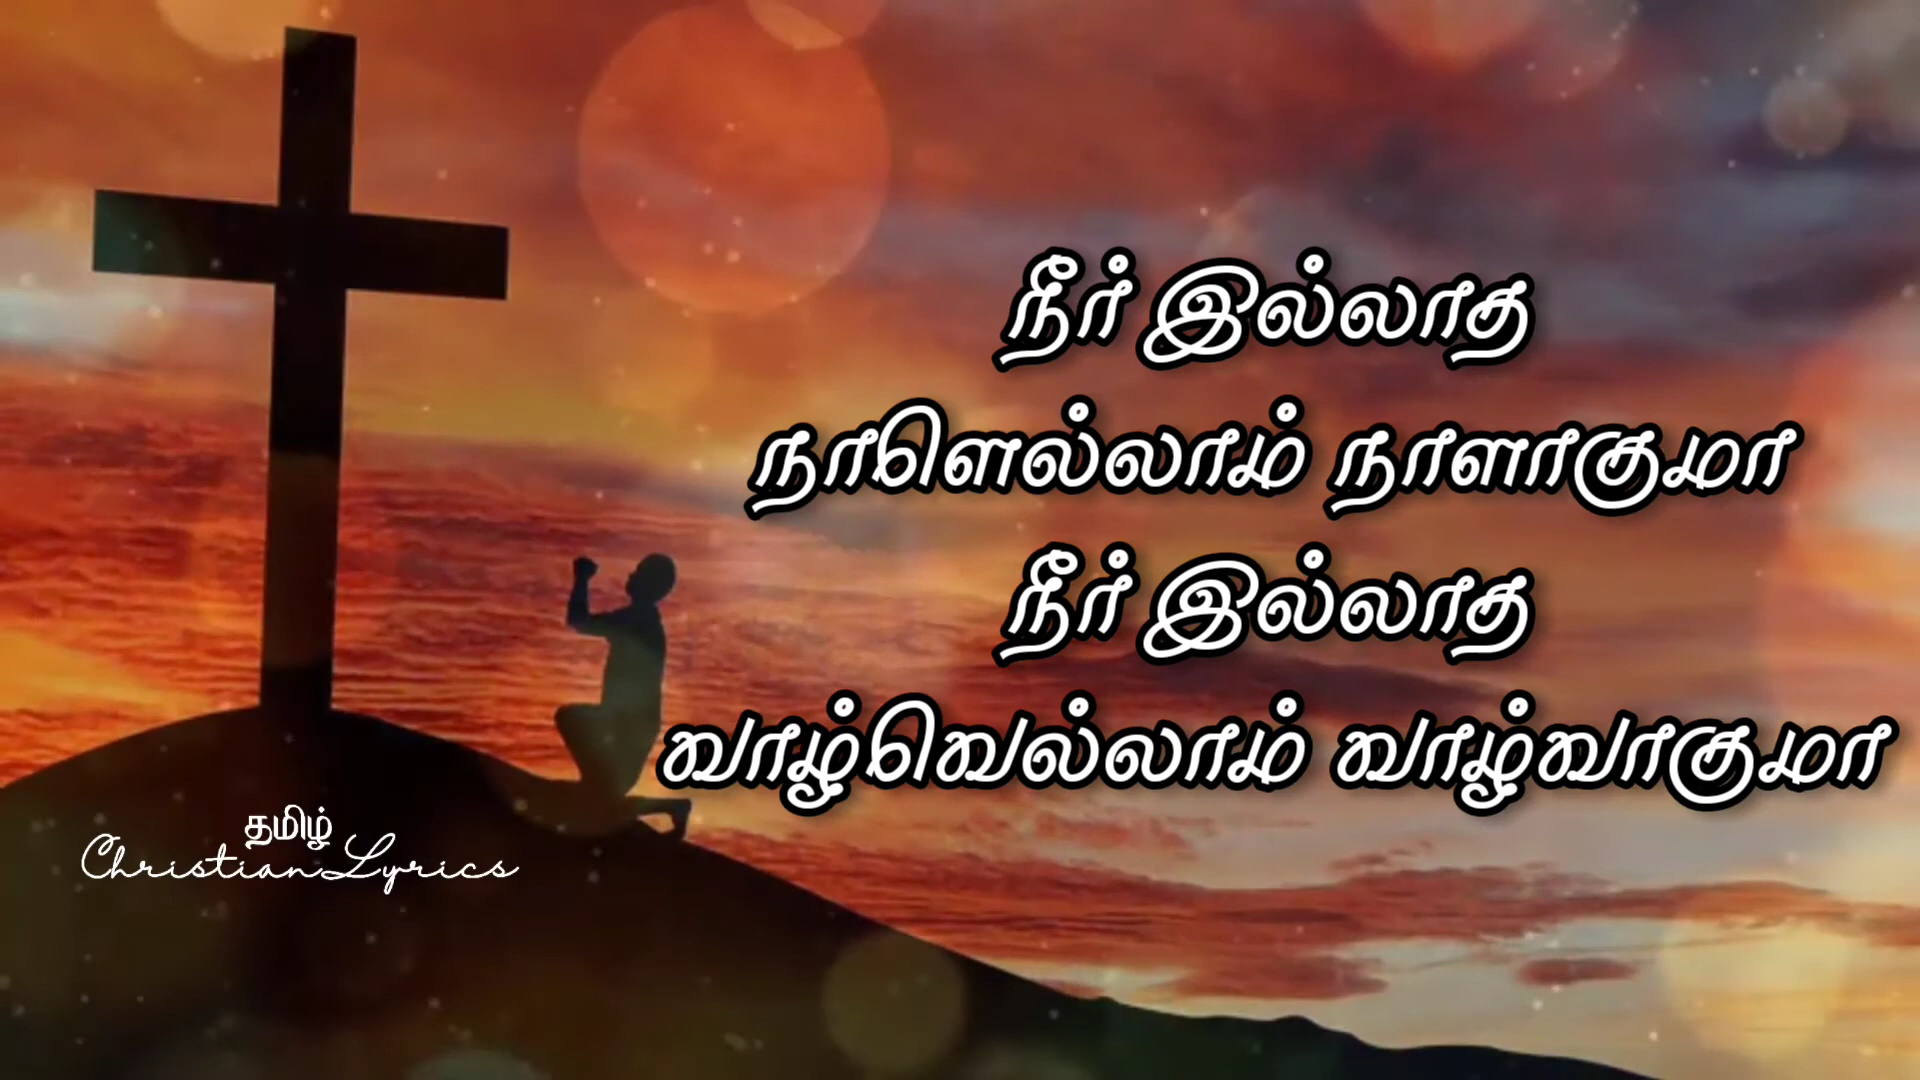 நீர் இல்லாத
நாளெல்லாம் நாளாகுமா
நீர் இல்லாத
வாழ்வெல்லாம் வாழ்வாகுமா
தமிழ்
ChristianLyrics